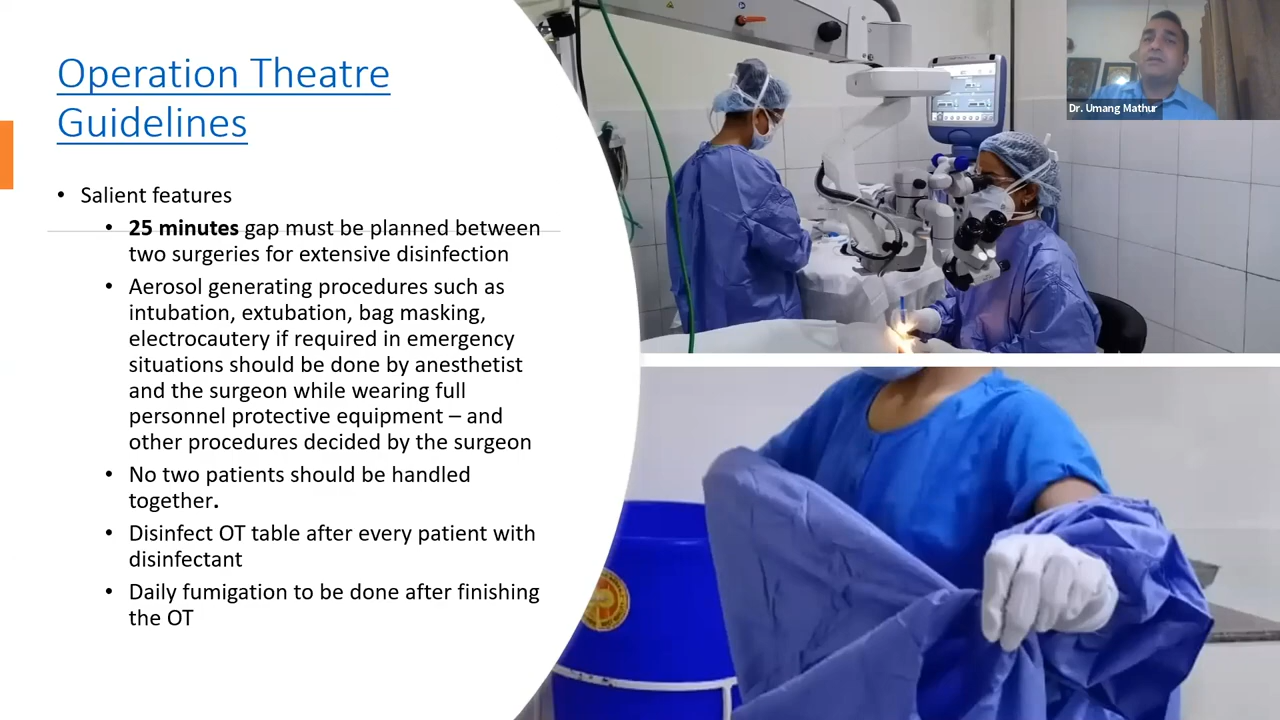 Operation Theatre
Guidelines
• Salient features
• 25 minutes gap must be planned between
two surgeries for extensive disinfection
• Aerosol generating procedures such as
intubation, extubation, bag masking,
electrocautery if required in emergency
situations should be done by anesthetist
and the surgeon while wearing full
personnel protective equipment – and
other procedures decided by the surgeon
• No two patients should be handled
together.
• Disinfect OT table after every patient with
disinfectant
• Daily fumigation to be done after finishing
the OT
Dr. Umang Mathur